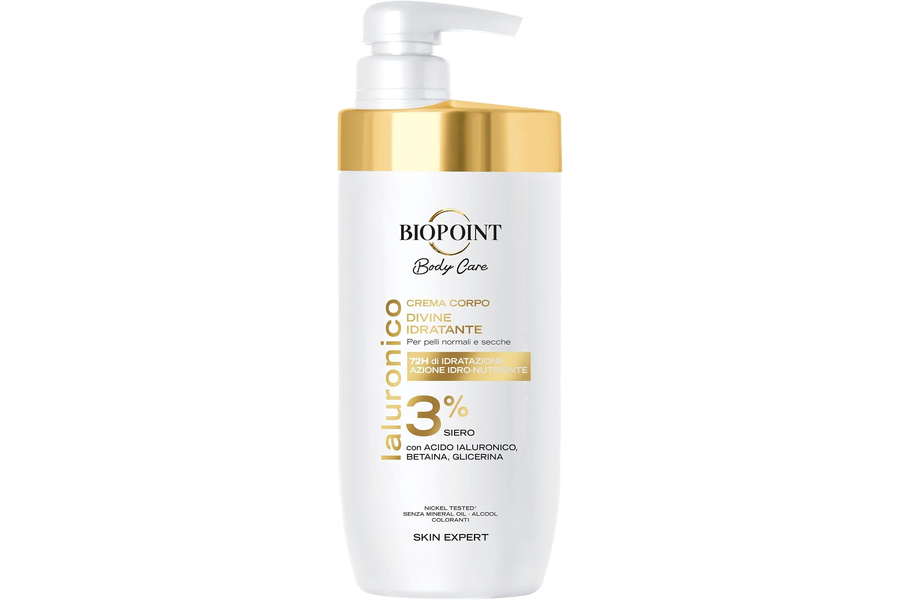 BIOPOINT
Body Care
Ialuronico
CREMA CORPO
DIVINE
IDRATANTE
Per pelli normali e secche
72H di IDRATAZIONE
AZIONE IDRO-NUTRIENTE
3%
SIERO
con ACIDO IALURONICO,
BETAINA, GLICERINA
NICKEL TESTED*
SENZA MINERAL OIL - ALCOOL
COLORANTI
SKIN EXPERT